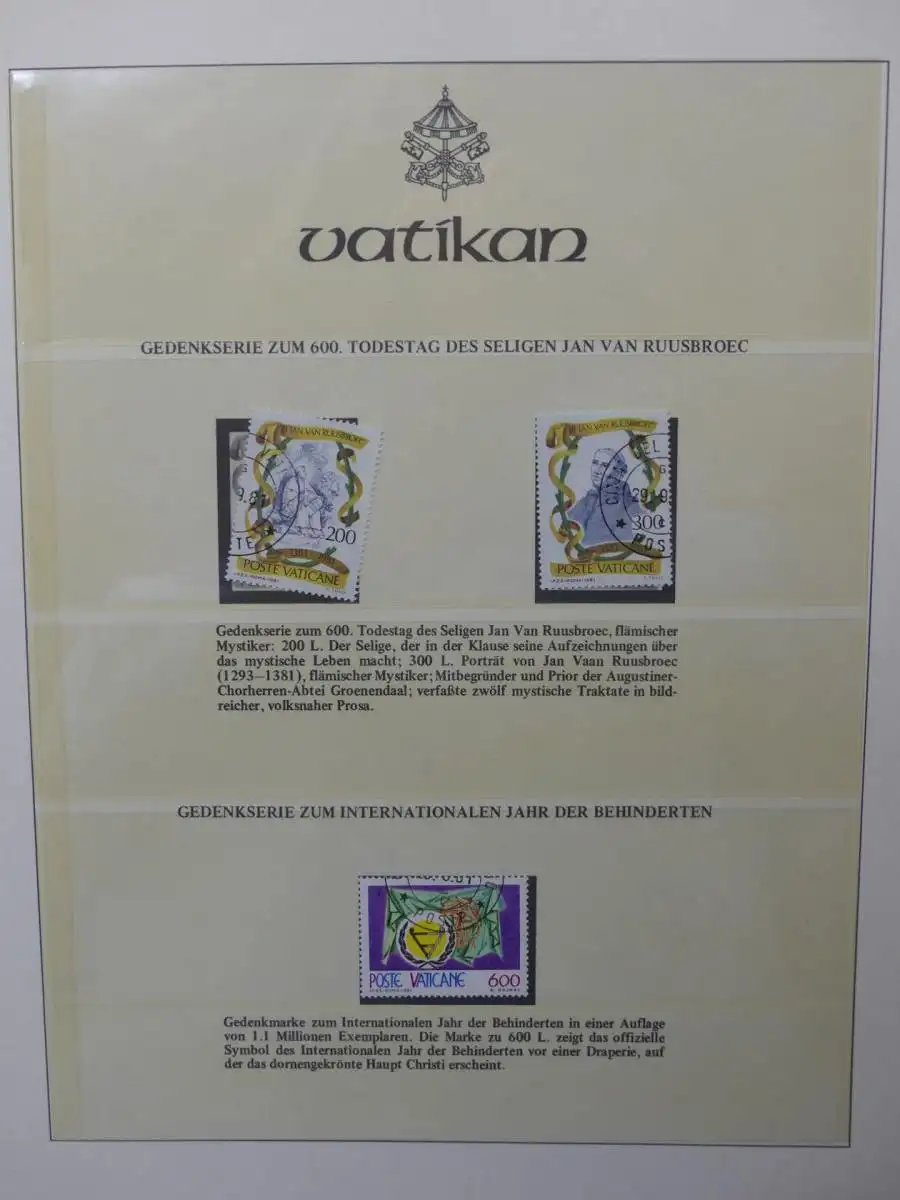 vatikan
GEDENKSERIE ZUM 600. TODESTAG DES SELIGEN JAN VAN RUUSBROEC
JAN VAN RUUSBROEC
200
POSTE VATICANE
JAN VAN RUUSBROEC
300
POSTE VATICANE
Gedenkserie zum 600. Todestag des Seligen Jan Van Ruusbroec, flämischer
Mystiker: 200 L. Der Selige, der in der Klause seine Aufzeichnungen über
das mystische Leben macht; 300 L. Porträt von Jan Vaan Ruusbroec
(1293—1381), flämischer Mystiker; Mitbegründer und Prior der Augustiner-
Chorherren-Abtei Groenendaal; verfaßte zwölf mystische Traktate in bild-
reicher, volksnaher Prosa.
GEDENKSERIE ZUM INTERNATIONALEN JAHR DER BEHINDERTEN
POSTE
POSTE VATICANE 600
Gedenkmarke zum Internationalen Jahr der Behinderten in einer Auflage
von 1.1 Millionen Exemplaren. Die Marke zu 600 L. zeigt das offizielle
Symbol des Internationalen Jahr der Behinderten vor einer Draperie, auf
der das dornengekrönte Haupt Christi erscheint.